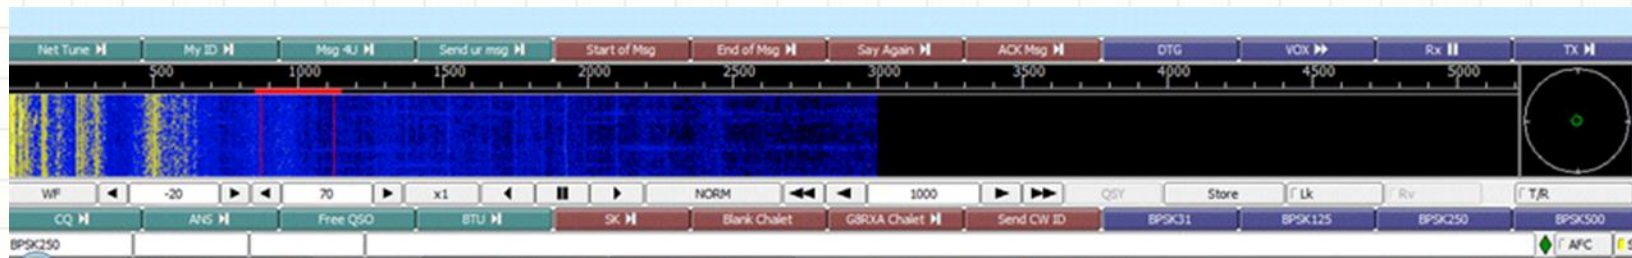 Net Tune My ID Msg 4U Send ur msg Start of Msg End of Msg Say Again ACK Msg DTG VOX Rx TX
500 1000 1500 2000 2500 3000 3500 4000 4500 5000
WF -20 70 x1 NORM 1000 QSY Store Lk Rv T/R
CQ ANS Free QSO BTU SK Blank Chalet G8RXA Chalet Send CW ID BPSK31 BPSK125 BPSK250 BPSK500
BPSK250 AFC S